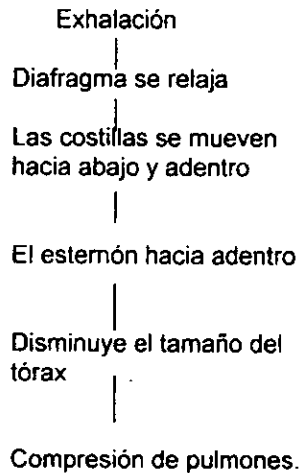 Exhalación
Diafragma se relaja
Las costillas se mueven
hacia abajo y adentro
El esternón hacia adentro
Disminuye el tamaño del
tórax
Compresión de pulmones.